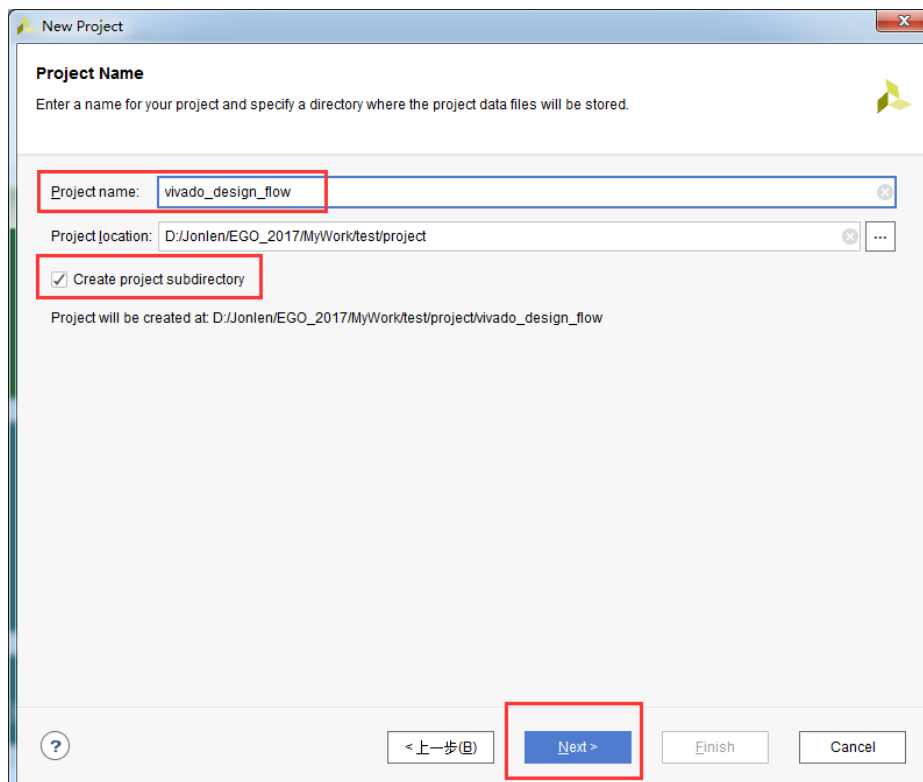 New Project
Project Name
Enter a name for your project and specify a directory where the project data files will be stored.
Project name: vivado_design_flow
Project location: D:/Jonlen/EGO_2017/MyWork/test/project ...
Create project subdirectory
Project will be created at: D:/Jonlen/EGO_2017/MyWork/test/project/vivado_design_flow
? <上一步(B) Next > Finish Cancel